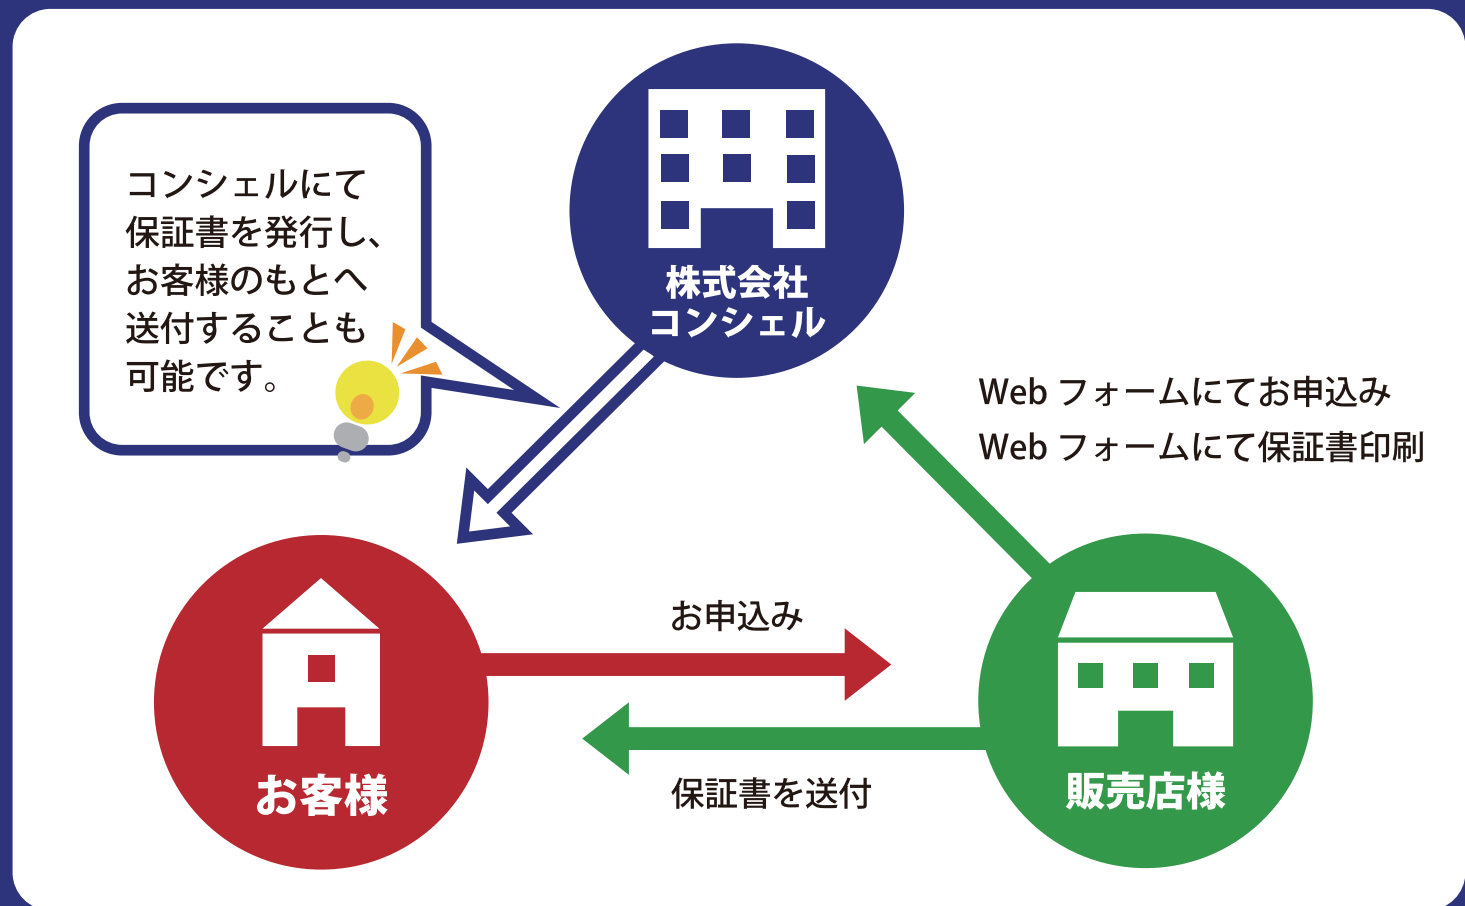 コンシェルにて
保証書を発行し、
お客様のもとへ
送付することも
可能です。
株式会社
コンシェル
Web フォームにてお申込み
Web フォームにて保証書印刷
お申込み
保証書を送付
お客様
販売店様